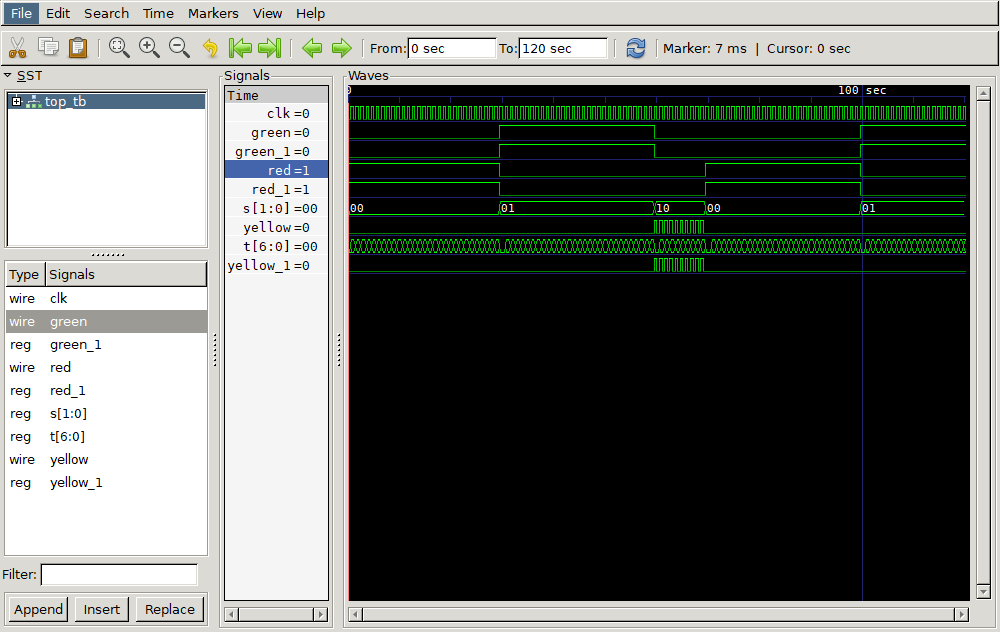 File Edit Search Time Markers View Help
From: 0 sec To: 120 sec Marker: 7 ms | Cursor: 0 sec
SST
top_tb
Type Signals
wire clk
wire green
reg green_1
wire red
reg red_1
reg s[1:0]
reg t[6:0]
wire yellow
reg yellow_1
Filter:
Append Insert Replace
Signals
Time
clk=0
green=0
green_1=0
red=1
red_1=1
s[1:0]=00
yellow=0
t[6:0]=00
yellow_1=0
Waves
0 100 sec
00 01 10 00 01